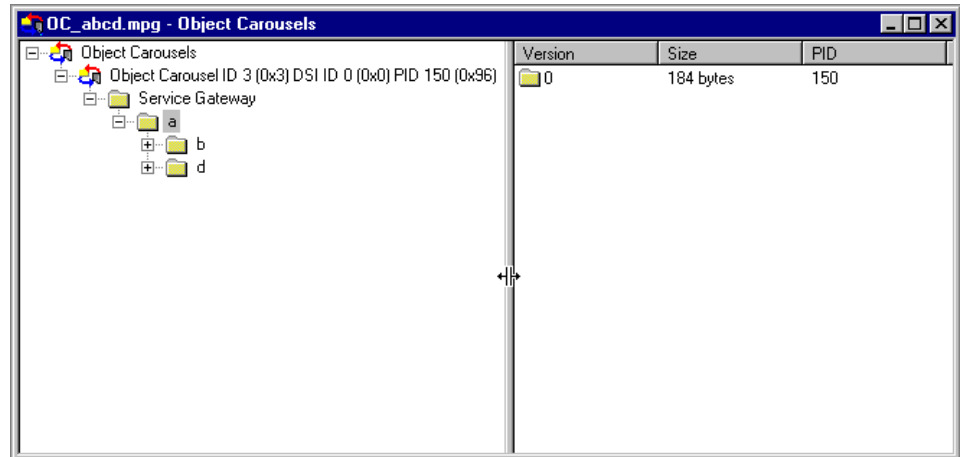 OC_abcd.mpg - Object Carousels
Object Carousels
Object Carousel ID 3 (0x3) DSI ID 0 (0x0) PID 150 (0x96)
Service Gateway
a
b
d
Version Size PID
0 184 bytes 150